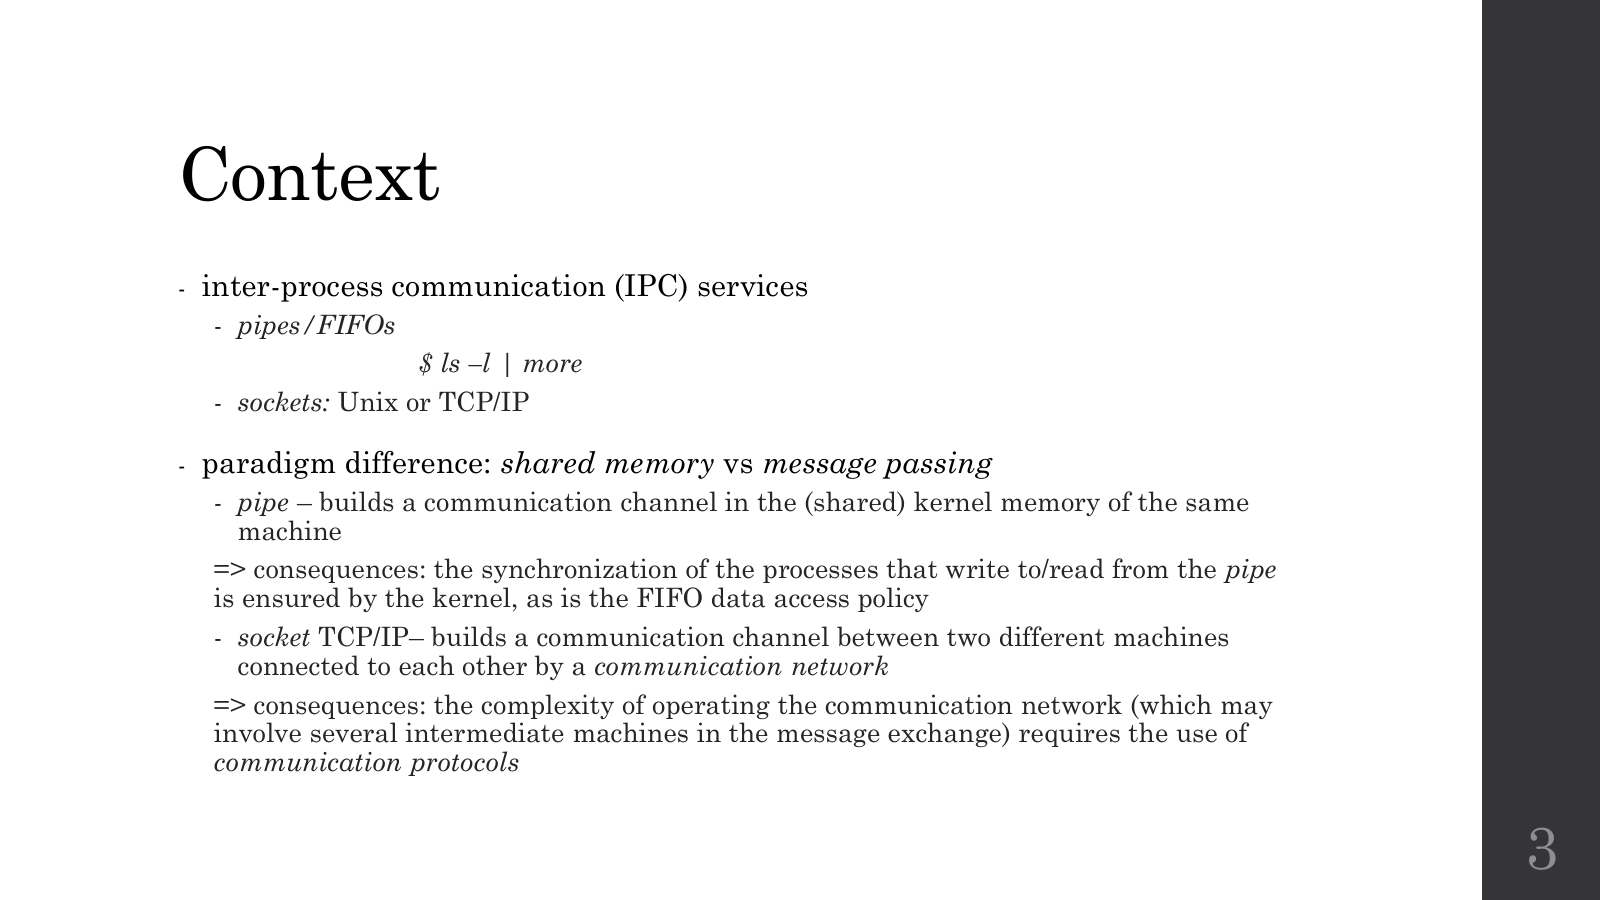 Context
- inter-process communication (IPC) services
- pipes/FIFOs
$ ls –l | more
- sockets: Unix or TCP/IP
- paradigm difference: shared memory vs message passing
- pipe – builds a communication channel in the (shared) kernel memory of the same
machine
=> consequences: the synchronization of the processes that write to/read from the pipe
is ensured by the kernel, as is the FIFO data access policy
- socket TCP/IP– builds a communication channel between two different machines
connected to each other by a communication network
=> consequences: the complexity of operating the communication network (which may
involve several intermediate machines in the message exchange) requires the use of
communication protocols
3